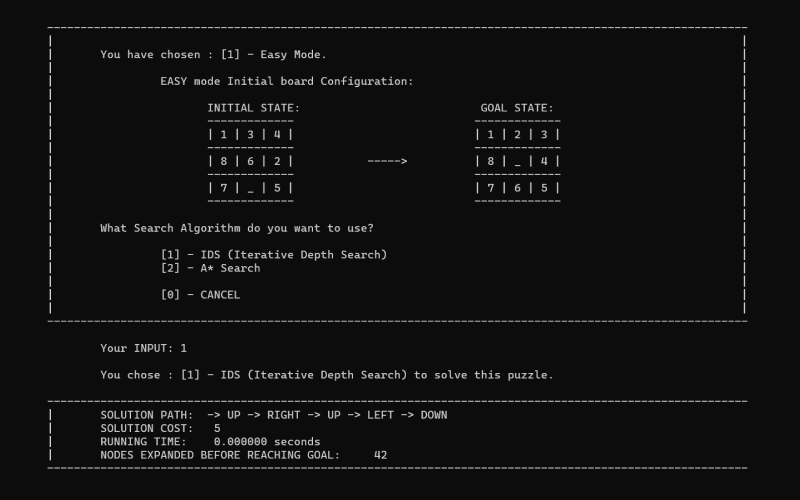 You have chosen : [1] - Easy Mode.
EASY mode Initial board Configuration:
INITIAL STATE: GOAL STATE:
-------------   -------------
| 1 | 3 | 4 |   | 1 | 2 | 3 |
-------------   -------------
| 8 | 6 | 2 |   ----->   | 8 | _ | 4 |
-------------   -------------
| 7 | _ | 5 |   | 7 | 6 | 5 |
-------------   -------------
What Search Algorithm do you want to use?
[1] - IDS (Iterative Depth Search)
[2] - A* Search
[0] - CANCEL
Your INPUT: 1
You chose : [1] - IDS (Iterative Depth Search) to solve this puzzle.
SOLUTION PATH:  -> UP -> RIGHT -> UP -> LEFT -> DOWN
SOLUTION COST:   5
RUNNING TIME:    0.000000 seconds
NODES EXPANDED BEFORE REACHING GOAL:     42